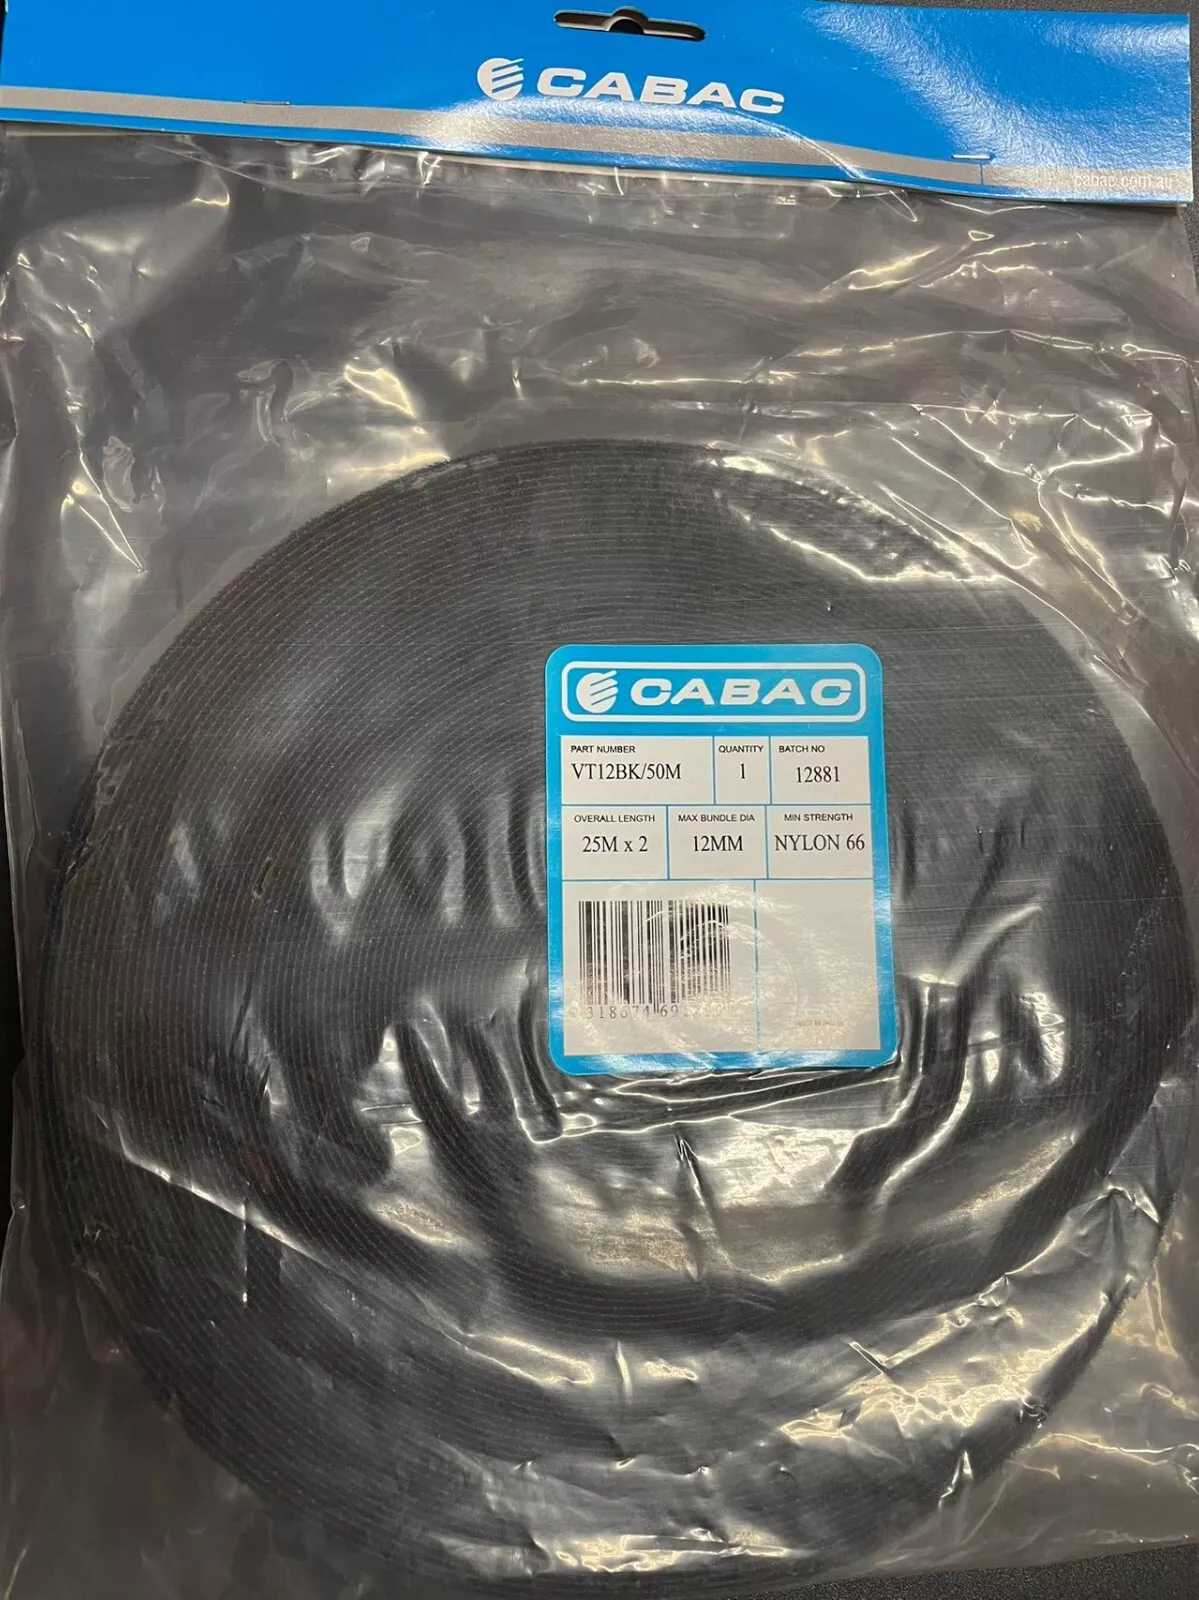 CABAC
cabac.com.au
CABAC
PART NUMBER
VT12BK/50M
QUANTITY
1
BATCH NO
12881
OVERALL LENGTH
25M x 2
MAX BUNDLE DIA
12MM
MIN STRENGTH
NYLON 66
318674